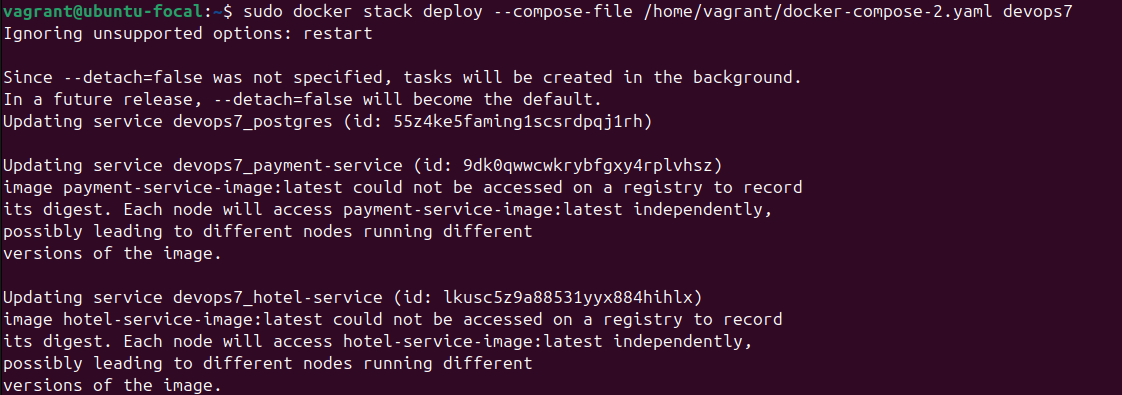 vagrant@ubuntu-focal:~$ sudo docker stack deploy --compose-file /home/vagrant/docker-compose-2.yaml devops7
Ignoring unsupported options: restart
Since --detach=false was not specified, tasks will be created in the background.
In a future release, --detach=false will become the default.
Updating service devops7_postgres (id: 55z4ke5faming1scsrdpqj1rh)
Updating service devops7_payment-service (id: 9dk0qwwcwkrybfgxy4rplvhsz)
image payment-service-image:latest could not be accessed on a registry to record
its digest. Each node will access payment-service-image:latest independently,
possibly leading to different nodes running different
versions of the image.
Updating service devops7_hotel-service (id: lkusc5z9a88531yyx884hihlx)
image hotel-service-image:latest could not be accessed on a registry to record
its digest. Each node will access hotel-service-image:latest independently,
possibly leading to different nodes running different
versions of the image.